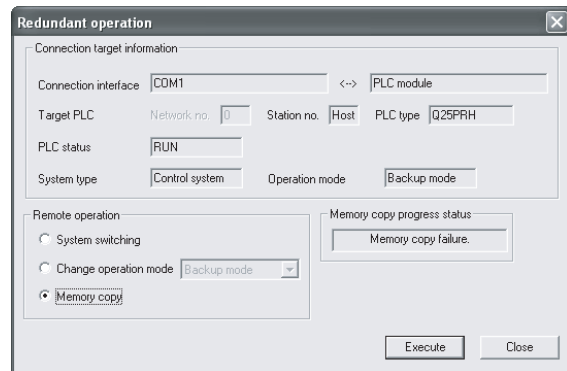 Redundant operation
Connection target information
Connection interface COM1 <--> PLC module
Target PLC Network no. 0 Station no. Host PLC type Q25PRH
PLC status RUN
System type Control system Operation mode Backup mode
Remote operation
System switching
Change operation mode Backup mode
Memory copy
Memory copy progress status
Memory copy failure.
Execute Close